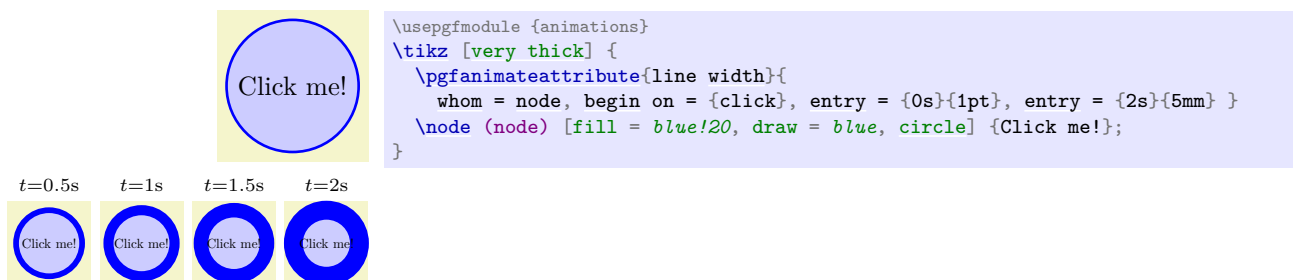 Click me!
\usepgfmodule {animations}
\tikz [very thick] {
  \pgfanimateattribute{line width}{
    whom = node, begin on = {click}, entry = {0s}{1pt}, entry = {2s}{5mm} }
  \node (node) [fill = blue!20, draw = blue, circle] {Click me!};
}
t=0.5s t=1s t=1.5s t=2s
Click me! Click me! Click me! Click me!